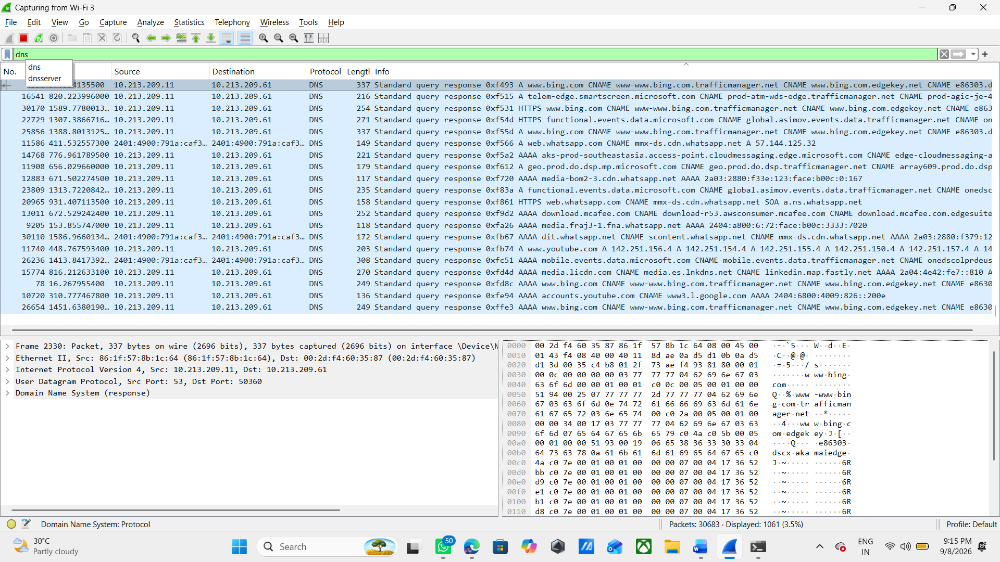 Capturing from Wi-Fi 3
File Edit View Go Capture Analyze Statistics Telephony Wireless Tools Help
dns
dns
dnsserver
No. Source Destination Protocol Length Info
4135500 10.213.209.11 10.213.209.61 DNS 337 Standard query response 0xf493 A www.bing.com CNAME www-www.bing.com.trafficmanager.net CNAME www.bing.com.edgekey.net CNAME e86303.d
16541 820.223996000 10.213.209.11 10.213.209.61 DNS 216 Standard query response 0xf515 A telem-edge.smartscreen.microsoft.com CNAME prod-atm-wds-edge.trafficmanager.net CNAME prod-agic-je-4
30170 1589.7780013… 10.213.209.11 10.213.209.61 DNS 254 Standard query response 0xf531 HTTPS www.bing.com CNAME www-www.bing.com.trafficmanager.net CNAME www.bing.com.edgekey.net CNAME e863
22729 1307.3866716… 10.213.209.11 10.213.209.61 DNS 271 Standard query response 0xf54d HTTPS functional.events.data.microsoft.com CNAME global.asimov.events.data.trafficmanager.net CNAME on
25856 1388.8013125… 10.213.209.11 10.213.209.61 DNS 337 Standard query response 0xf55d A www.bing.com CNAME www-www.bing.com.trafficmanager.net CNAME www.bing.com.edgekey.net CNAME e86303.d
11586 411.532557300 2401:4900:791a:caf3… 2401:4900:791a:caf3… DNS 149 Standard query response 0xf566 A web.whatsapp.com CNAME mmx-ds.cdn.whatsapp.net A 57.144.125.32
14768 776.961789500 10.213.209.11 10.213.209.61 DNS 221 Standard query response 0xf5a2 AAAA aks-prod-southeastasia.access-point.cloudmessaging.edge.microsoft.com CNAME edge-cloudmessaging-a
11908 656.029660000 10.213.209.11 10.213.209.61 DNS 179 Standard query response 0xf612 A geo.prod.do.dsp.mp.microsoft.com CNAME geo.prod.do.dsp.trafficmanager.net CNAME array609.prod.do.dsp
12883 671.502274500 10.213.209.11 10.213.209.61 DNS 117 Standard query response 0xf720 AAAA media-bom2-3.cdn.whatsapp.net AAAA 2a03:2880:f33e:123:face:b00c:0:167
23809 1313.7220842… 10.213.209.11 10.213.209.61 DNS 235 Standard query response 0xf83a A functional.events.data.microsoft.com CNAME global.asimov.events.data.trafficmanager.net CNAME onedsc
20965 931.407113500 10.213.209.11 10.213.209.61 DNS 158 Standard query response 0xf861 HTTPS web.whatsapp.com CNAME mmx-ds.cdn.whatsapp.net SOA a.ns.whatsapp.net
13011 672.529242400 10.213.209.11 10.213.209.61 DNS 252 Standard query response 0xf9d2 AAAA download.mcafee.com CNAME download-r53.awsconsumer.mcafee.com CNAME download.mcafee.com.edgesuite
9205 153.855747000 10.213.209.11 10.213.209.61 DNS 118 Standard query response 0xfa26 AAAA media.fraj3-1.fna.whatsapp.net AAAA 2404:a800:6:72:face:b00c:3333:7020
30110 1586.9660134… 2401:4900:791a:caf3… 2401:4900:791a:caf3… DNS 172 Standard query response 0xfb67 AAAA dit.whatsapp.net CNAME scontent.whatsapp.net CNAME mmx-ds.cdn.whatsapp.net AAAA 2a03:2880:f379:12
11740 448.767593400 10.213.209.11 10.213.209.61 DNS 203 Standard query response 0xfb74 A www.youtube.com A 142.251.156.4 A 142.251.154.4 A 142.251.155.4 A 142.251.150.4 A 142.251.157.4 A 14
26236 1413.8417392… 2401:4900:791a:caf3… 2401:4900:791a:caf3… DNS 308 Standard query response 0xfc51 AAAA mobile.events.data.microsoft.com CNAME mobile.events.data.trafficmanager.net CNAME onedscolprdeus
15774 816.212633100 10.213.209.11 10.213.209.61 DNS 270 Standard query response 0xfd4d AAAA media.licdn.com CNAME media.es.lnkdns.net CNAME linkedin.map.fastly.net AAAA 2a04:4e42:fe7::810 A
78 16.267955400 10.213.209.11 10.213.209.61 DNS 249 Standard query response 0xfd8c AAAA www.bing.com CNAME www-www.bing.com.trafficmanager.net CNAME www.bing.com.edgekey.net CNAME e8630
10720 310.777467800 10.213.209.11 10.213.209.61 DNS 136 Standard query response 0xfe94 AAAA accounts.youtube.com CNAME www3.l.google.com AAAA 2404:6800:4009:826::200e
26654 1451.6380190… 10.213.209.11 10.213.209.61 DNS 249 Standard query response 0xffe3 AAAA www.bing.com CNAME www-www.bing.com.trafficmanager.net CNAME www.bing.com.edgekey.net CNAME e8630
Frame 2330: Packet, 337 bytes on wire (2696 bits), 337 bytes captured (2696 bits) on interface \Device\N
Ethernet II, Src: 86:1f:57:8b:1c:64 (86:1f:57:8b:1c:64), Dst: 00:2d:f4:60:35:87 (00:2d:f4:60:35:87)
Internet Protocol Version 4, Src: 10.213.209.11, Dst: 10.213.209.61
User Datagram Protocol, Src Port: 53, Dst Port: 50360
Domain Name System (response)
0000 00 2d f4 60 35 87 86 1f 57 8b 1c 64 08 00 45 00 ·-·`5··· W··d··E·
0010 01 43 f4 08 40 00 40 11 8d ae 0a d5 d1 0b 0a d5 ·C··@·@· ········
0020 d1 3d 00 35 c4 b8 01 2f 73 ae f4 93 81 80 00 01 ·=·5···/ s·······
0030 00 0c 00 00 00 00 03 77 77 77 04 62 69 6e 67 03 ·······w ww·bing·
0040 63 6f 6d 00 00 01 00 01 c0 0c 00 05 00 01 00 00 com····· ········
0050 51 94 00 25 07 77 77 77 2d 77 77 77 04 62 69 6e Q··%·www -www·bin
0060 67 03 63 6f 6d 0e 74 72 61 66 66 69 63 6d 61 6e g·com·tr afficman
0070 61 67 65 72 03 6e 65 74 00 c0 2a 00 05 00 01 00 ager·net ··*·····
0080 00 00 34 00 17 03 77 77 77 04 62 69 6e 67 03 63 ··4···ww w·bing·c
0090 6f 6d 07 65 64 67 65 6b 65 79 c0 4a c0 5b 00 05 om·edgek ey·J·[··
00a0 00 01 00 00 51 93 00 19 06 65 38 36 33 30 33 04 ····Q··· ·e86303·
00b0 64 73 63 78 0a 61 6b 61 6d 61 69 65 64 67 65 c0 dscx·aka maiedge·
00c0 4a c0 7e 00 01 00 01 00 00 00 07 00 04 17 36 52 J·~····· ······6R
00d0 bb c0 7e 00 01 00 01 00 00 00 07 00 04 17 36 52 ··~····· ······6R
00e0 d9 c0 7e 00 01 00 01 00 00 00 07 00 04 17 36 52 ··~····· ······6R
00f0 e1 c0 7e 00 01 00 01 00 00 00 07 00 04 17 36 52 ··~····· ······6R
0100 b1 c0 7e 00 01 00 01 00 00 00 07 00 04 17 36 52 ··~····· ······6R
0110 d8 c0 7e 00 01 00 01 00 00 00 07 00 04 17 36 52 ··~····· ······6R
Domain Name System: Protocol
Packets: 30683 · Displayed: 1061 (3.5%)
Profile: Default
30°C
Partly cloudy
Search
50
ENG
IN
9:15 PM
9/8/2026